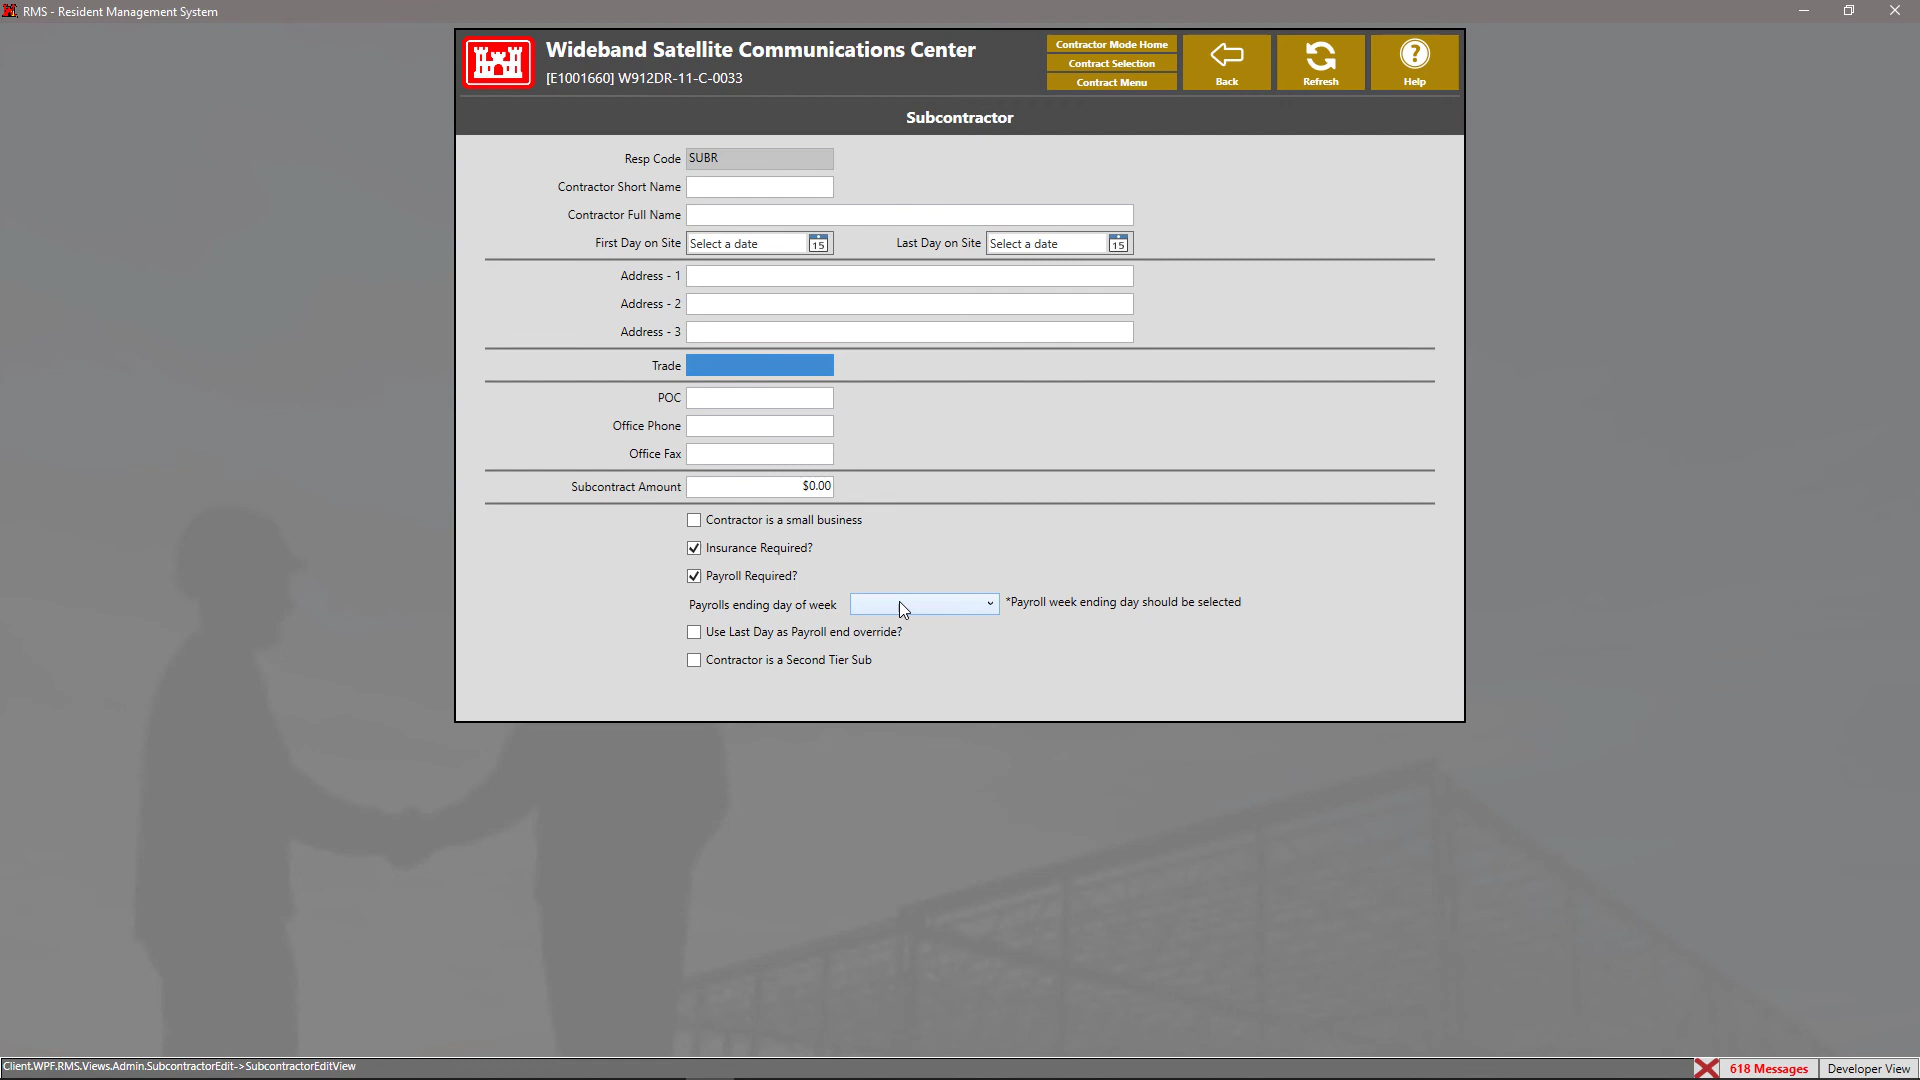 RMS - Resident Management System
Wideband Satellite Communications Center
[E1001660] W912DR-11-C-0033
Contractor Mode Home
Contract Selection
Contract Menu
Back
Refresh
Help
Subcontractor
Resp Code SUBR
Contractor Short Name
Contractor Full Name
First Day on Site Select a date 15 Last Day on Site Select a date 15
Address - 1
Address - 2
Address - 3
Trade
POC
Office Phone
Office Fax
Subcontract Amount $0.00
Contractor is a small business
Insurance Required?
Payroll Required?
Payrolls ending day of week *Payroll week ending day should be selected
Use Last Day as Payroll end override?
Contractor is a Second Tier Sub
Client.WPF.RMS.Views.Admin.SubcontractorEdit->SubcontractorEditView 618 Messages Developer View